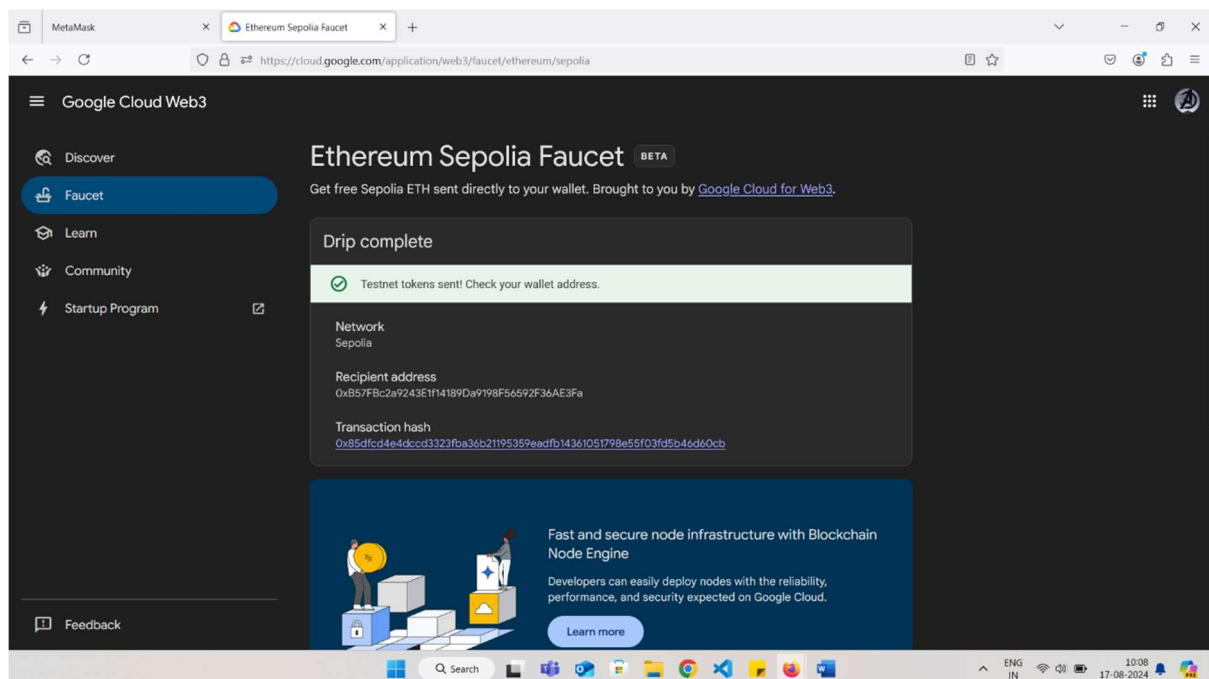 MetaMask
Ethereum Sepolia Faucet
https://cloud.google.com/application/web3/faucet/ethereum/sepolia
Google Cloud Web3
Discover
Faucet
Learn
Community
Startup Program
Feedback
Ethereum Sepolia Faucet BETA
Get free Sepolia ETH sent directly to your wallet. Brought to you by Google Cloud for Web3.
Drip complete
Testnet tokens sent! Check your wallet address.
Network
Sepolia
Recipient address
0xB57FBc2a9243E1f14189Da9198F56592F36AE3Fa
Transaction hash
0x85dfcd4e4dccd3323fba36b21195359eadfb14361051798e55f03fd5b46d60cb
Fast and secure node infrastructure with Blockchain
Node Engine
Developers can easily deploy nodes with the reliability,
performance, and security expected on Google Cloud.
Learn more
Search
ENG
IN
10:08
17-08-2024
PRE